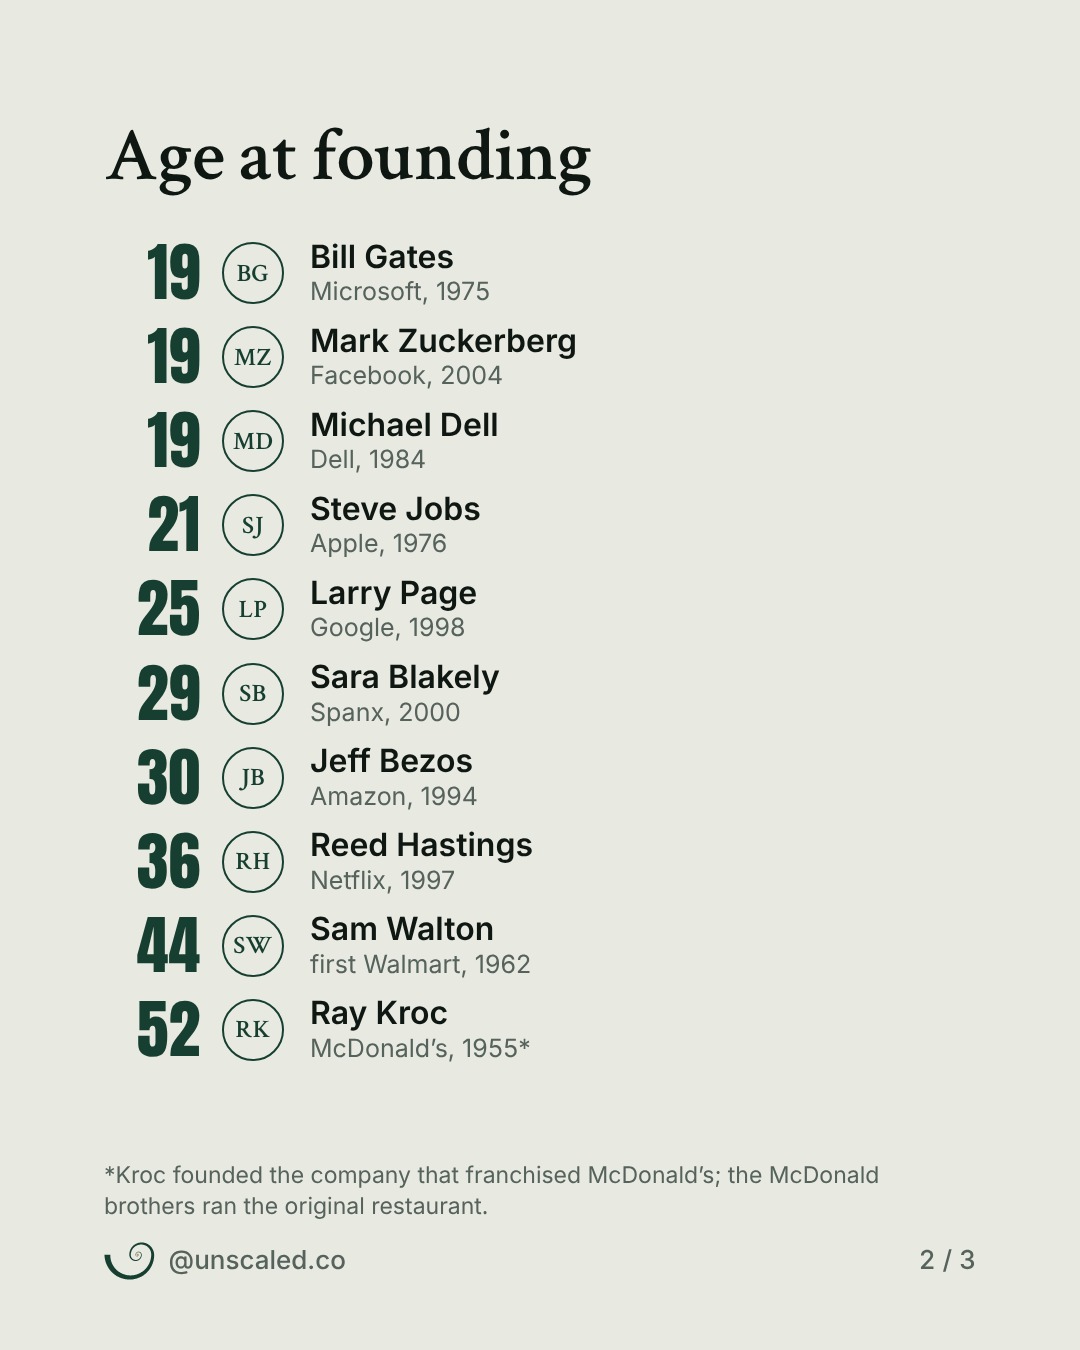 Age at founding
19 BG Bill Gates
Microsoft, 1975
19 MZ Mark Zuckerberg
Facebook, 2004
19 MD Michael Dell
Dell, 1984
21 SJ Steve Jobs
Apple, 1976
25 LP Larry Page
Google, 1998
29 SB Sara Blakely
Spanx, 2000
30 JB Jeff Bezos
Amazon, 1994
36 RH Reed Hastings
Netflix, 1997
44 SW Sam Walton
first Walmart, 1962
52 RK Ray Kroc
McDonald’s, 1955*
*Kroc founded the company that franchised McDonald’s; the McDonald
brothers ran the original restaurant.
@unscaled.co 2 / 3